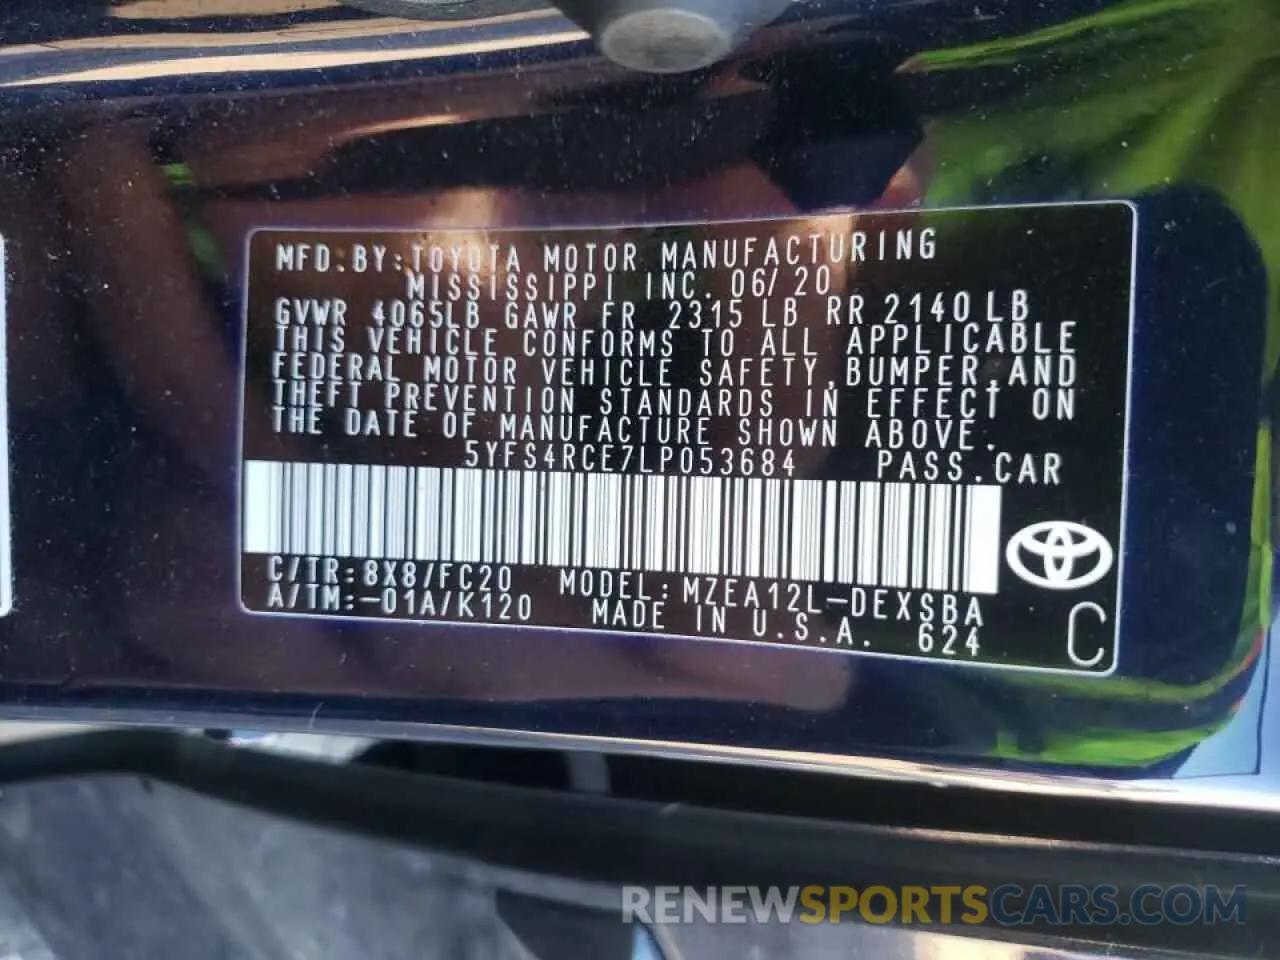 MFD.BY:TOYOTA MOTOR MANUFACTURING
MISSISSIPPI INC. 06/20
GVWR 4065LB GAWR FR 2315 LB RR 2140 LB
THIS VEHICLE CONFORMS TO ALL APPLICABLE
FEDERAL MOTOR VEHICLE SAFETY, BUMPER, AND
THEFT PREVENTION STANDARDS IN EFFECT ON
THE DATE OF MANUFACTURE SHOWN ABOVE.
5YFS4RCE7LP053684 PASS.CAR
C/TR:8X8/FC20 MODEL:MZEA12L-DEXSBA
A/TM:-01A/K120 MADE IN U.S.A. 624
C
RENEWSPORTSCARS.COM